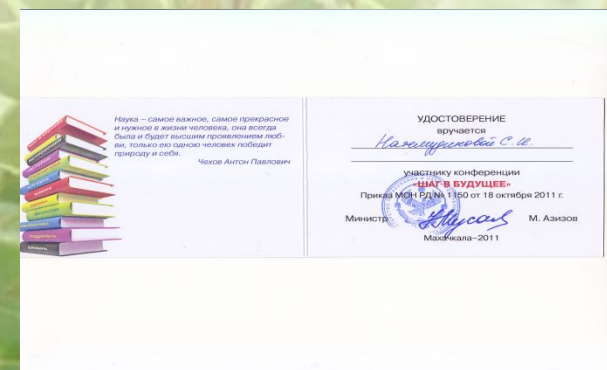 Наука – самое важное, самое прекрасное
и нужное в жизни человека, она всегда
была и будет высшим проявлением люб-
ви, только ею одною человек победит
природу и себя.
Чехов Антон Павлович
УДОСТОВЕРЕНИЕ
вручается
С. И.
участнику конференции
«ШАГ В БУДУЩЕЕ»
Приказ МОН РД № 1150 от 18 октября 2011 г.
Министр М. Азизов
Махачкала–2011